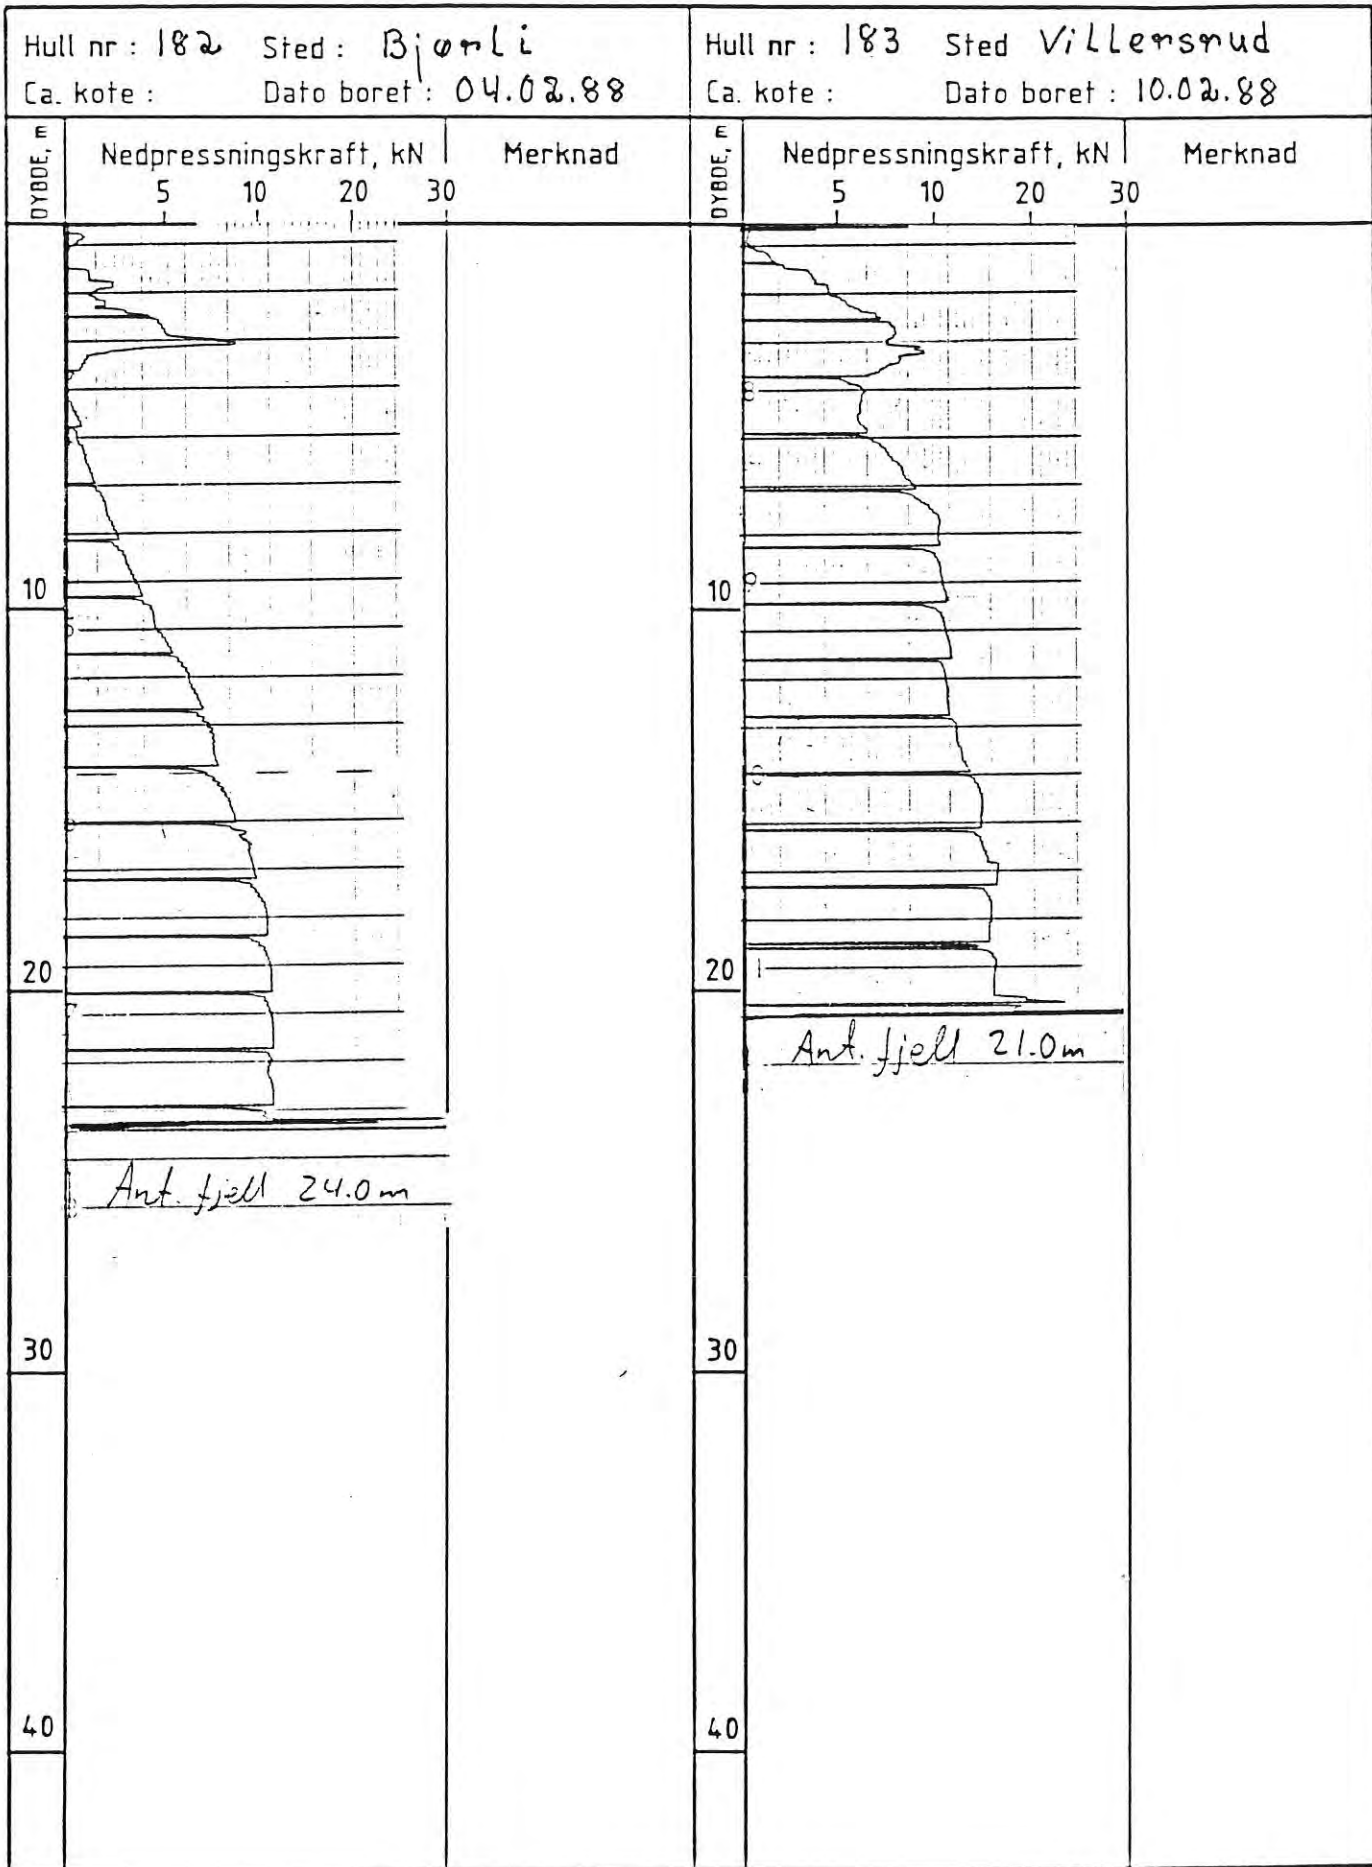 Hull nr : 182 Sted : Bjørli
Ca. kote : Dato boret : 04.02.88
DYBDE, m
Nedpressningskraft, kN
Merknad
5 10 20 30
10
20
Ant. fjell 24.0 m
30
40
Hull nr : 183 Sted Villersrud
Ca. kote : Dato boret : 10.02.88
DYBDE, m
Nedpressningskraft, kN
Merknad
5 10 20 30
10
20
Ant. fjell 21.0 m
30
40